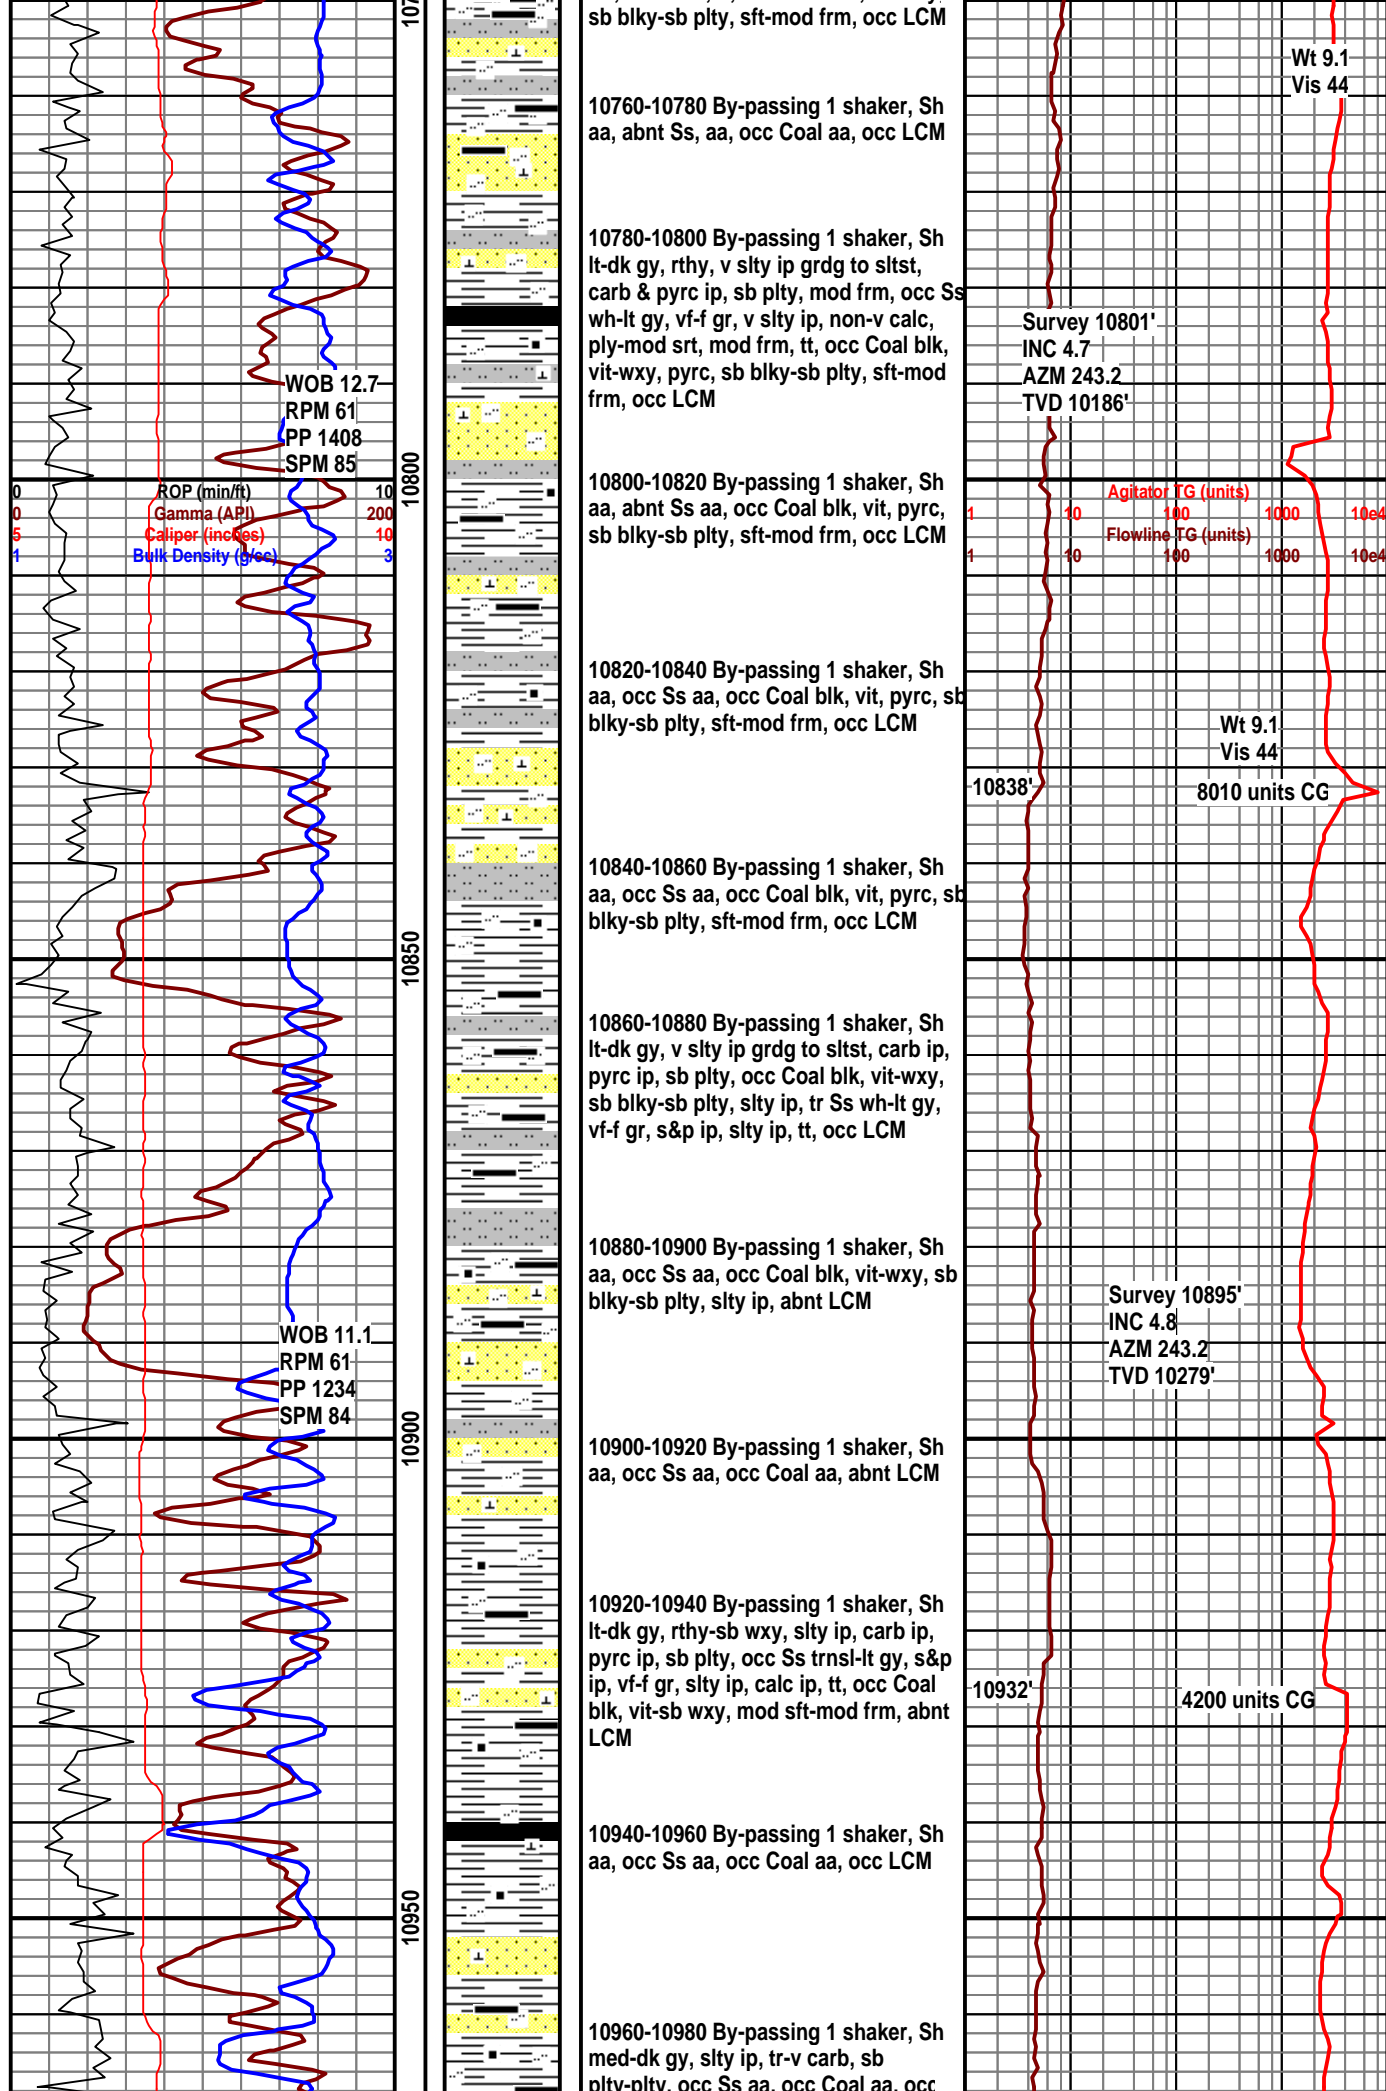 sb blky-sb plty, sft-mod frm, occ LCM
Wt 9.1
Vis 44
10760-10780 By-passing 1 shaker, Sh
aa, abnt Ss, aa, occ Coal aa, occ LCM
10780-10800 By-passing 1 shaker, Sh
lt-dk gy, rthy, v slty ip grdg to sltst,
carb & pyrc ip, sb plty, mod frm, occ Ss
wh-lt gy, vf-f gr, v slty ip, non-v calc,
ply-mod srt, mod frm, tt, occ Coal blk,
vit-wxy, pyrc, sb blky-sb plty, sft-mod
frm, occ LCM
Survey 10801'
INC 4.7
AZM 243.2
TVD 10186'
WOB 12.7
RPM 61
PP 1408
SPM 85
10800
0 ROP (min/ft) 10
0 Gamma (API) 200
5 Caliper (inches) 10
1 Bulk Density (g/cc) 3
10800-10820 By-passing 1 shaker, Sh
aa, abnt Ss aa, occ Coal blk, vit, pyrc,
sb blky-sb plty, sft-mod frm, occ LCM
Agitator TG (units)
1 10 100 1000 10e4
Flowline TG (units)
1 10 100 1000 10e4
10820-10840 By-passing 1 shaker, Sh
aa, occ Ss aa, occ Coal blk, vit, pyrc, sb
blky-sb plty, sft-mod frm, occ LCM
Wt 9.1
Vis 44
10838'
8010 units CG
10840-10860 By-passing 1 shaker, Sh
aa, occ Ss aa, occ Coal blk, vit, pyrc, sb
blky-sb plty, sft-mod frm, occ LCM
10850
10860-10880 By-passing 1 shaker, Sh
lt-dk gy, v slty ip grdg to sltst, carb ip,
pyrc ip, sb plty, occ Coal blk, vit-wxy,
sb blky-sb plty, slty ip, tr Ss wh-lt gy,
vf-f gr, s&p ip, slty ip, tt, occ LCM
10880-10900 By-passing 1 shaker, Sh
aa, occ Ss aa, occ Coal blk, vit-wxy, sb
blky-sb plty, slty ip, abnt LCM
Survey 10895'
INC 4.8
AZM 243.2
TVD 10279'
WOB 11.1
RPM 61
PP 1234
SPM 84
10900
10900-10920 By-passing 1 shaker, Sh
aa, occ Ss aa, occ Coal aa, abnt LCM
10920-10940 By-passing 1 shaker, Sh
lt-dk gy, rthy-sb wxy, slty ip, carb ip,
pyrc ip, sb plty, occ Ss trnsl-lt gy, s&p
ip, vf-f gr, slty ip, calc ip, tt, occ Coal
blk, vit-sb wxy, mod sft-mod frm, abnt
LCM
10932'
4200 units CG
10940-10960 By-passing 1 shaker, Sh
aa, occ Ss aa, occ Coal aa, occ LCM
10950
10960-10980 By-passing 1 shaker, Sh
med-dk gy, slty ip, tr-v carb, sb
plty-plty, occ Ss aa, occ Coal aa, occ